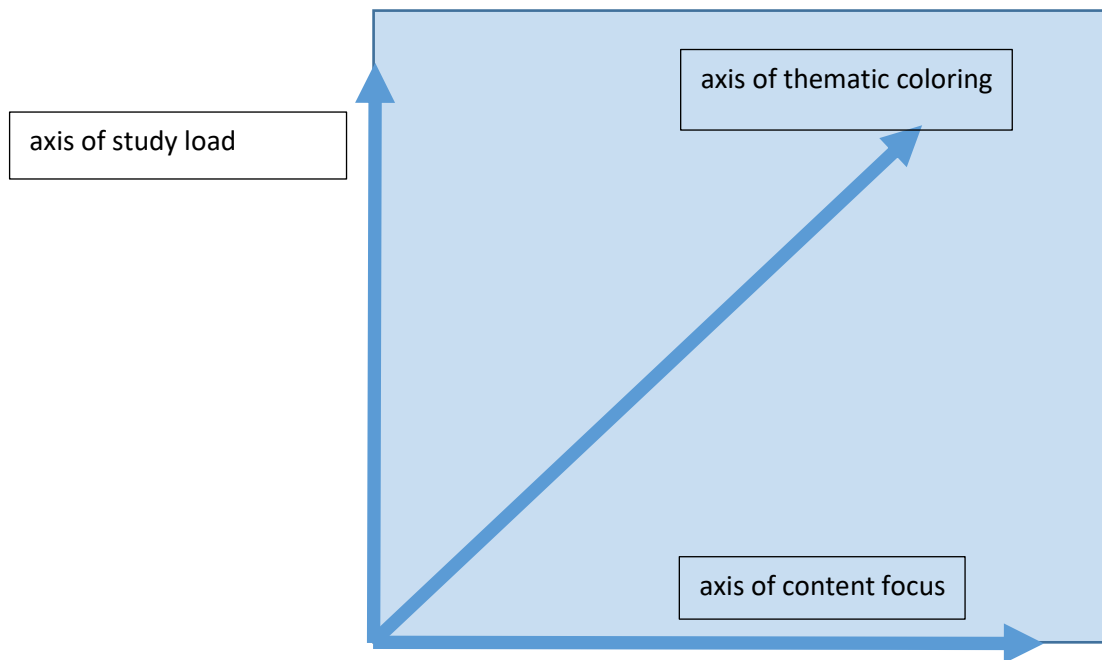 axis of thematic coloring
axis of study load
axis of content focus